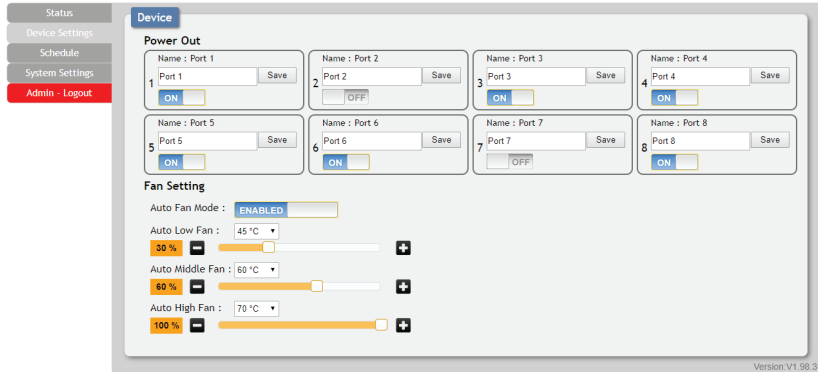 Status
Device Settings
Schedule
System Settings
Admin - Logout
Device
Power Out
Name : Port 1 Name : Port 2 Name : Port 3 Name : Port 4
1 Port 1 Save 2 Port 2 Save 3 Port 3 Save 4 Port 4 Save
ON OFF ON ON
Name : Port 5 Name : Port 6 Name : Port 7 Name : Port 8
5 Port 5 Save 6 Port 6 Save 7 Port 7 Save 8 Port 8 Save
ON ON OFF ON
Fan Setting
Auto Fan Mode : ENABLED
Auto Low Fan : 45 °C
30 %
Auto Middle Fan : 60 °C
60 %
Auto High Fan : 70 °C
100 %
Version:V1.98.3